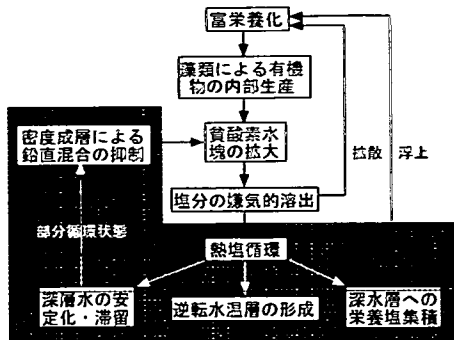 富栄養化
藻類による有機
物の内部生産
密度成層による
鉛直混合の抑制
貧酸素水
塊の拡大
拡散
浮上
塩分の嫌気的溶出
部分循環状態
熱塩循環
深層水の安
定化・滞留
逆転水温層の形成
深水層への
栄養塩集積